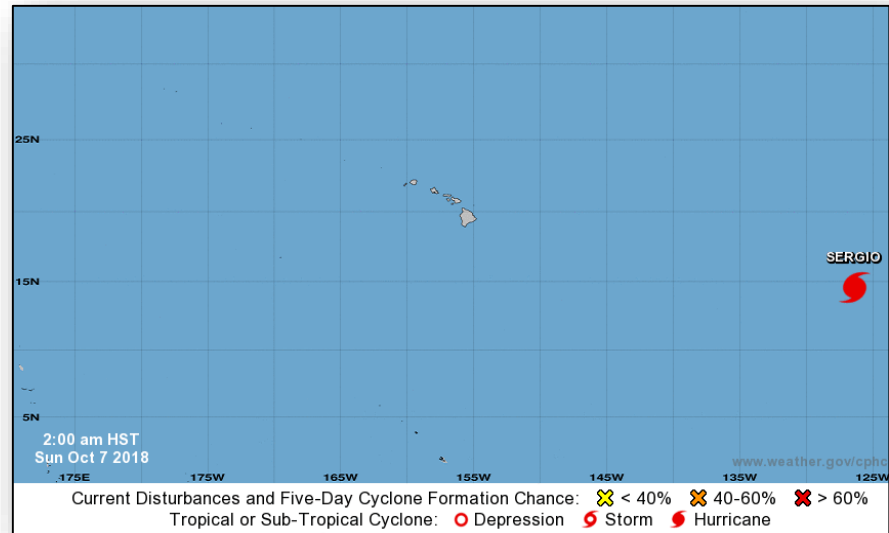 25N
SERGIO
15N
5N
2:00 am HST
Sun Oct 7 2018
www.weather.gov/cphc
175E 175W 165W 155W 145W 135W 125W
Current Disturbances and Five-Day Cyclone Formation Chance: < 40% 40-60% > 60%
Tropical or Sub-Tropical Cyclone: Depression Storm Hurricane